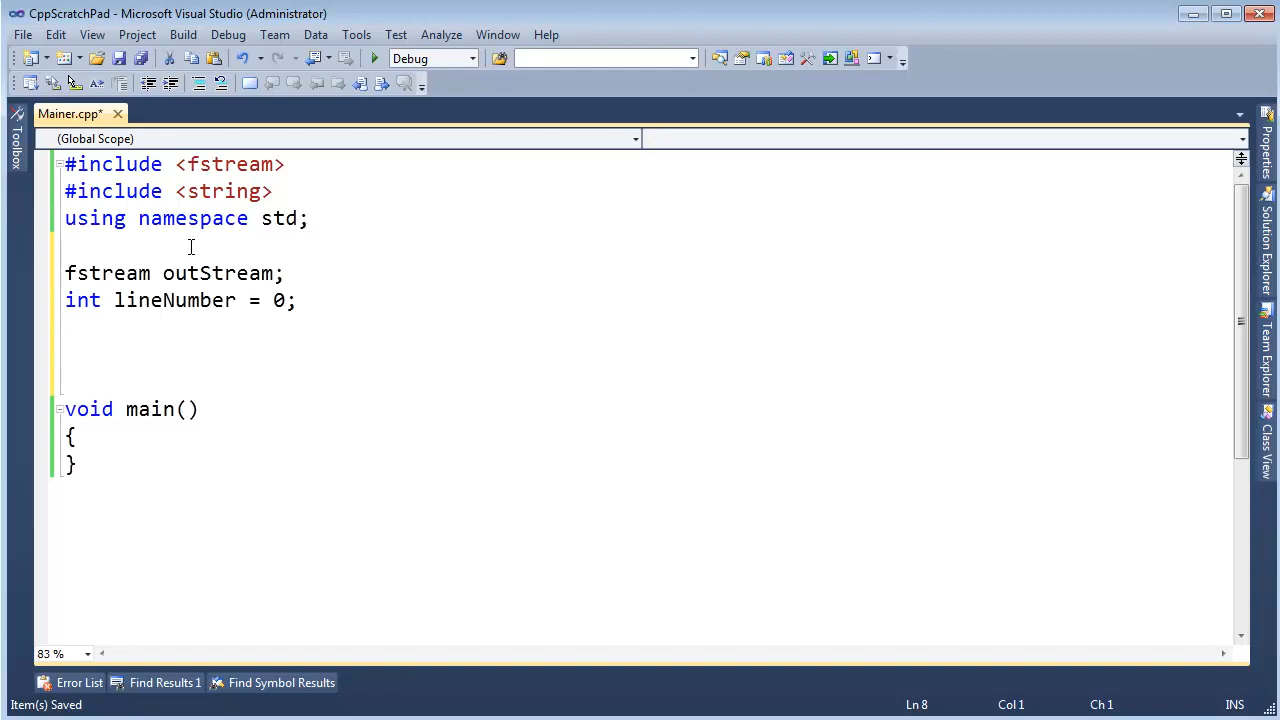 CppScratchPad - Microsoft Visual Studio (Administrator)
File Edit View Project Build Debug Team Data Tools Test Analyze Window Help
Debug
Mainer.cpp*
(Global Scope)
#include <fstream>
#include <string>
using namespace std;
fstream outStream;
int lineNumber = 0;
void main()
{
}
83 %
Toolbox
Properties
Solution Explorer
Team Explorer
Class View
Error List Find Results 1 Find Symbol Results
Item(s) Saved Ln 8 Col 1 Ch 1 INS